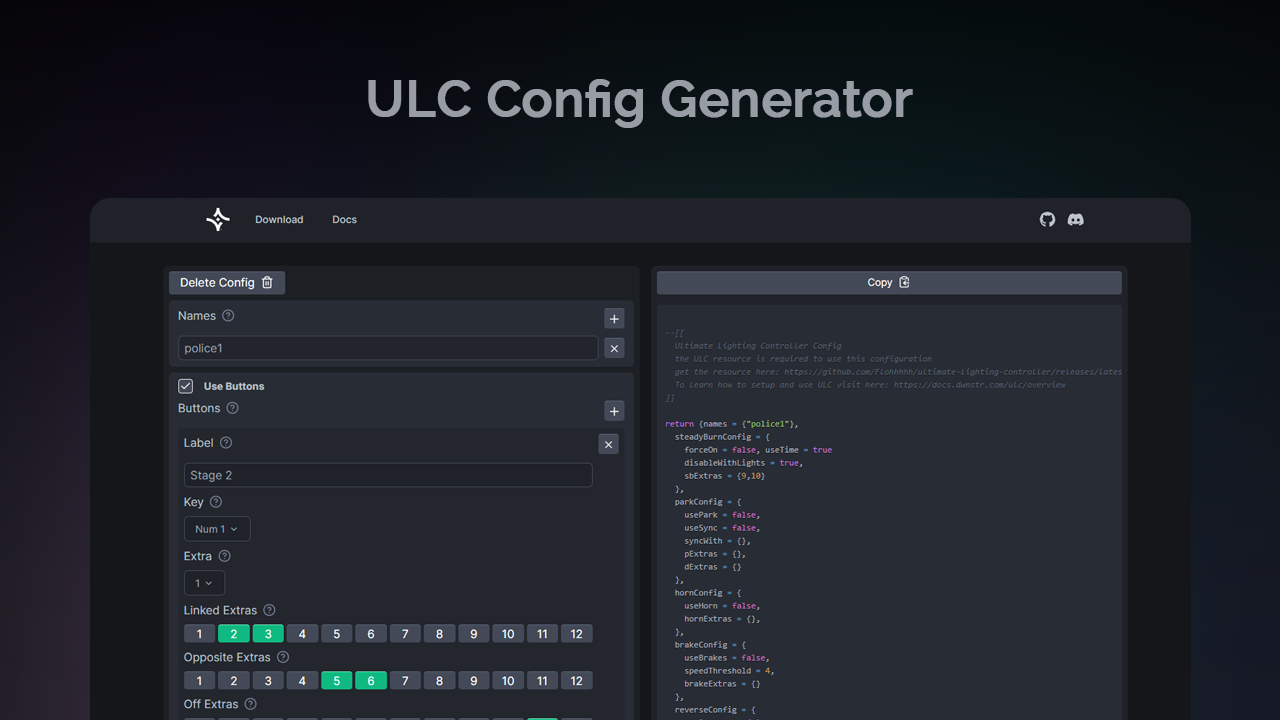 ULC Config Generator
Download Docs
Delete Config
Names
police1
Use Buttons
Buttons
Label
Stage 2
Key
Num 1
Extra
1
Linked Extras
1 2 3 4 5 6 7 8 9 10 11 12
Opposite Extras
1 2 3 4 5 6 7 8 9 10 11 12
Off Extras
Copy
--[[
Ultimate Lighting Controller Config
the ULC resource is required to use this configuration
get the resource here: https://github.com/Flohhhhh/ultimate-lighting-controller/releases/lates
To learn how to setup and use ULC visit here: https://docs.dwnstr.com/ulc/overview
]]
return {names = {"police1"},
steadyBurnConfig = {
forceOn = false, useTime = true
disableWithLights = true,
sbExtras = {9,10}
},
parkConfig = {
usePark = false,
useSync = false,
syncWith = {},
pExtras = {},
dExtras = {}
},
hornConfig = {
useHorn = false,
hornExtras = {},
},
brakeConfig = {
useBrakes = false,
speedThreshold = 4,
brakeExtras = {}
},
reverseConfig = {